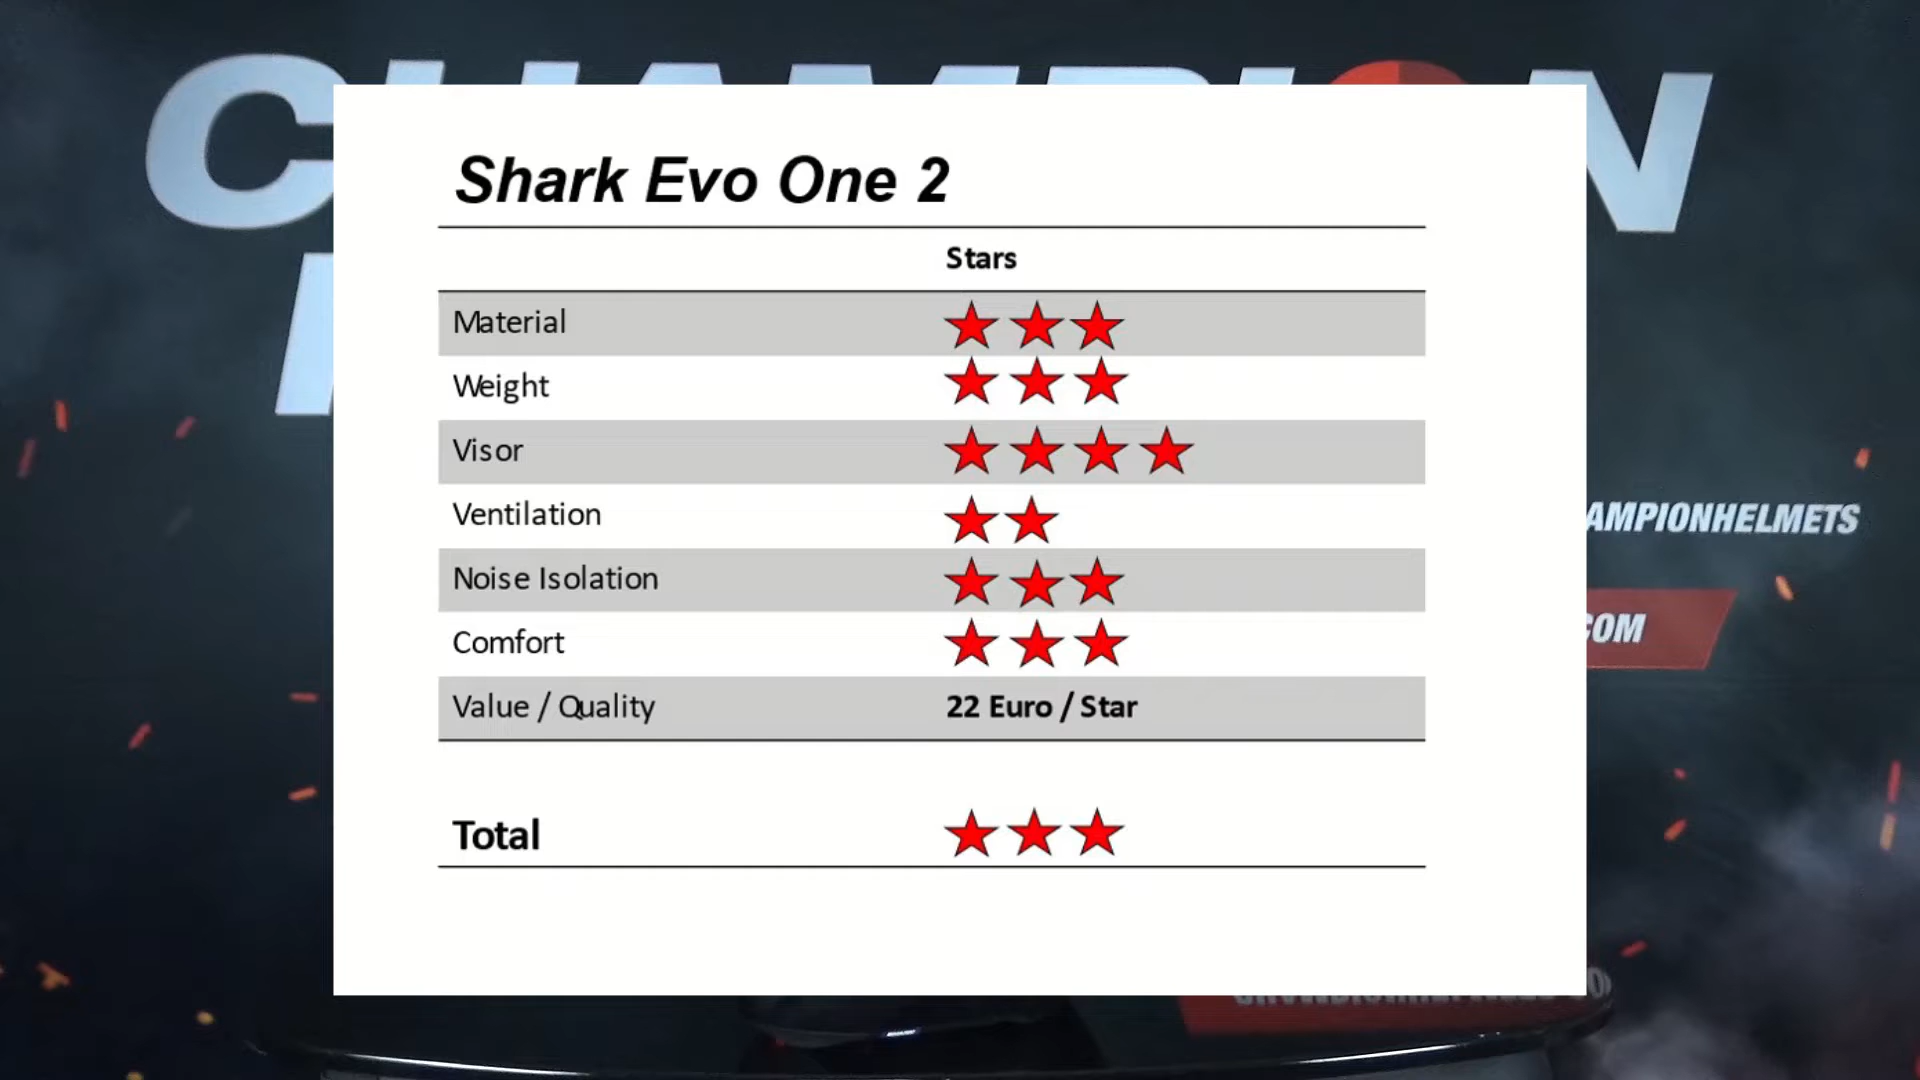 CHAMPION
Shark Evo One 2
Stars
Material
Weight
Visor
Ventilation
Noise Isolation
Comfort
Value / Quality 22 Euro / Star
Total
AMPIONHELMETS
COM